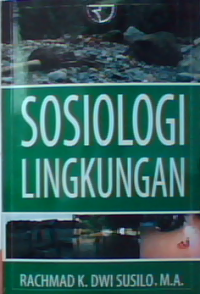 SOSIOLOGI
LINGKUNGAN
RACHMAD K. DWI SUSILO, M.A.